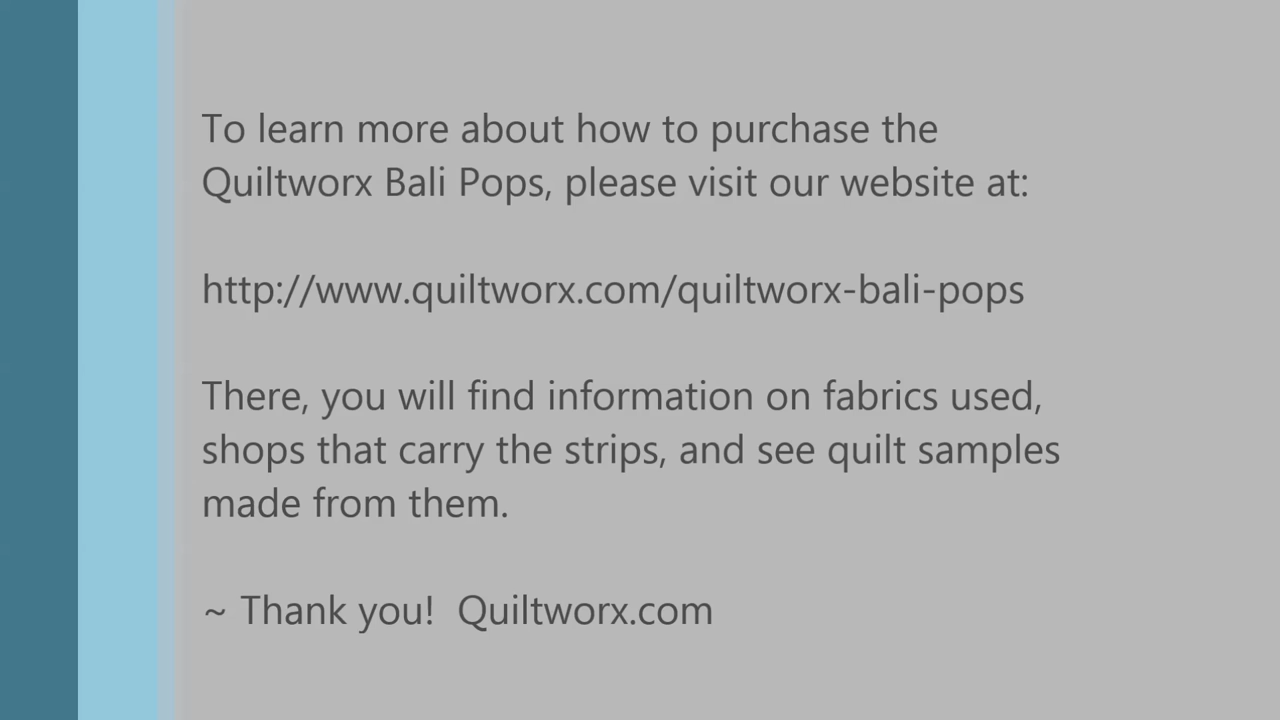 To learn more about how to purchase the
Quiltworx Bali Pops, please visit our website at:
http://www.quiltworx.com/quiltworx-bali-pops
There, you will find information on fabrics used,
shops that carry the strips, and see quilt samples
made from them.
~ Thank you!  Quiltworx.com